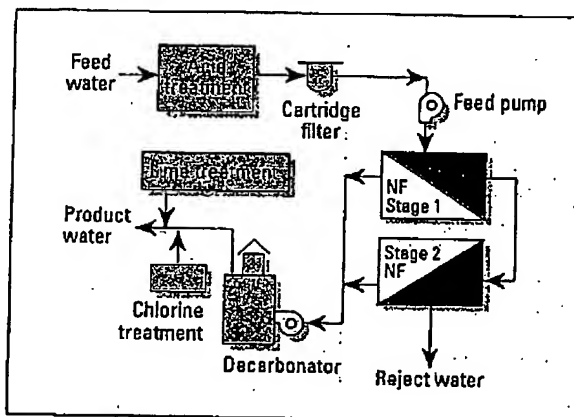 Feed
water
Acid
treatment
Cartridge
filter
Feed pump
Lime treatment
NF
Stage 1
Product
water
Stage 2
NF
Chlorine
treatment
Decarbonator
Reject water